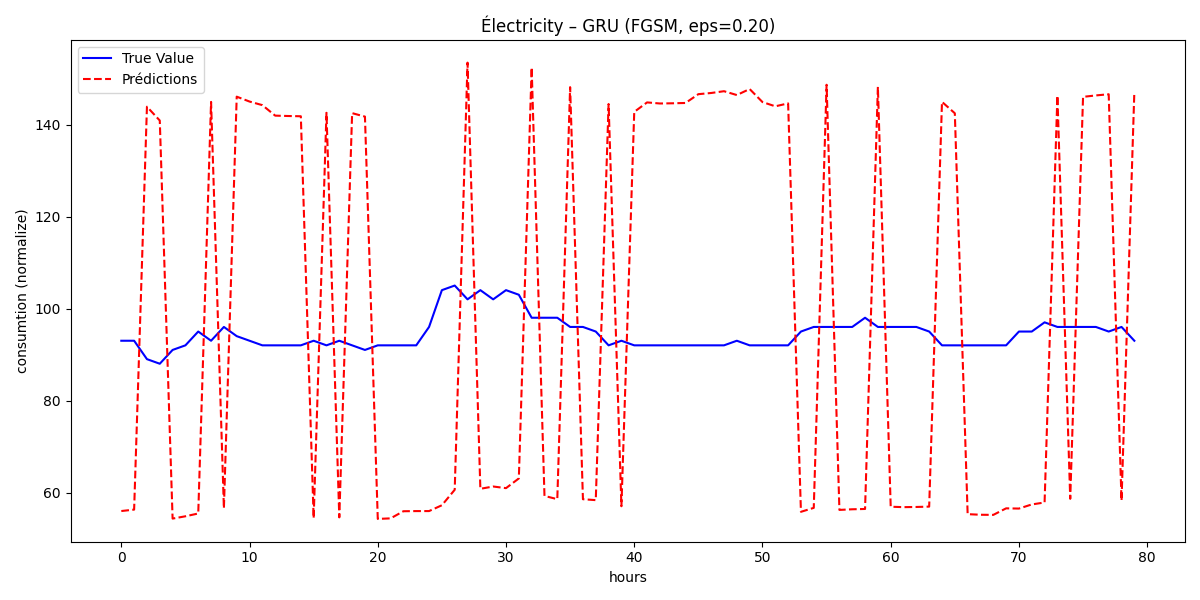 Électricity – GRU (FGSM, eps=0.20)
True Value
Prédictions
consumtion (normalize)
140
120
100
80
60
0 10 20 30 40 50 60 70 80
hours